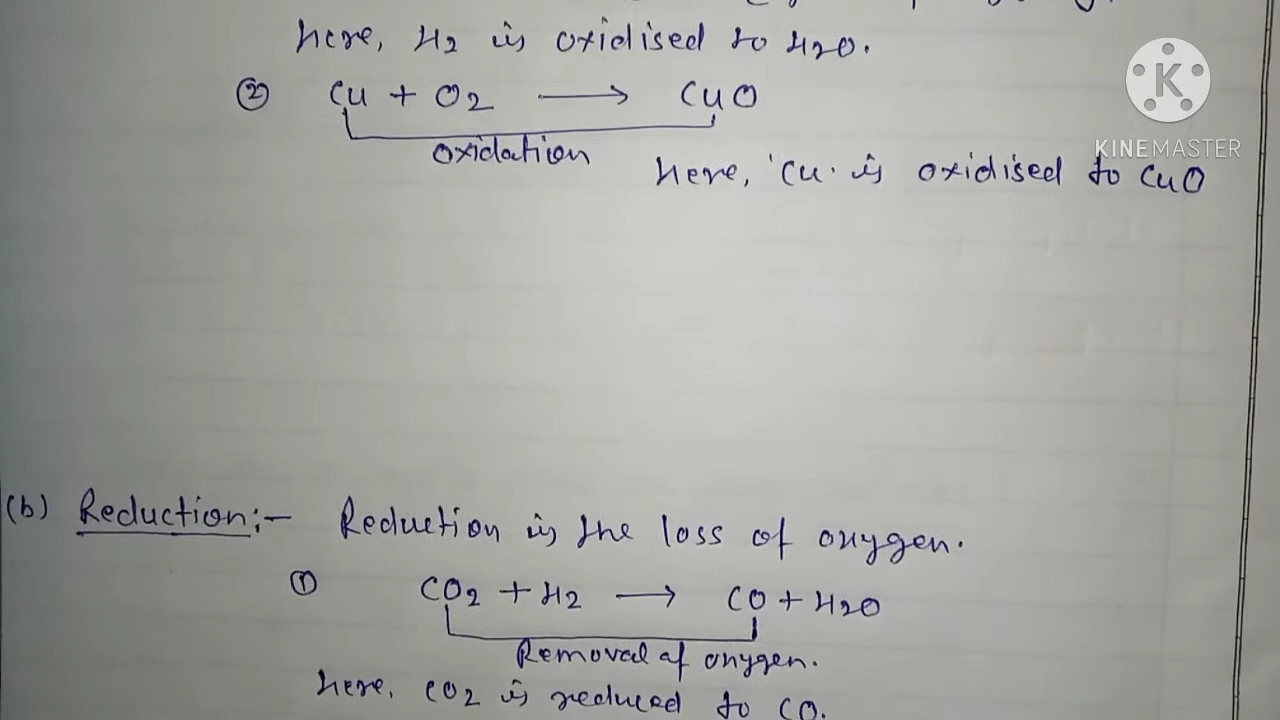 here, H2 is oxidised to H2O.
② Cu + O2 ⟶ CuO
oxidation
here, 'Cu' is oxidised to CuO
KINEMASTER
(b) Reduction:- Reduction is the loss of oxygen.
① CO2 + H2 ⟶ CO + H2O
Removal of oxygen.
here, CO2 is reduced to CO.